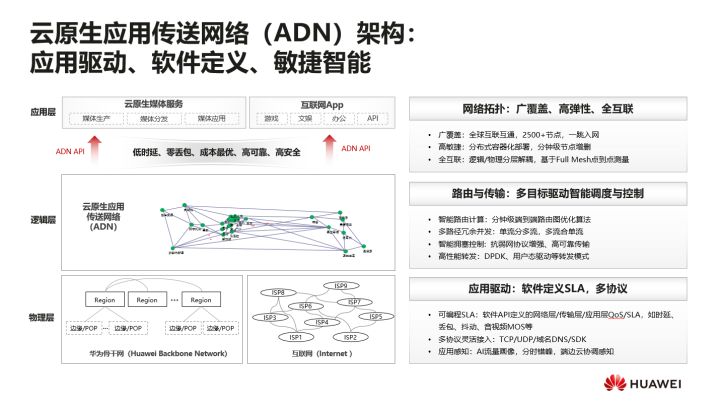 云原生应用传送网络（ADN）架构：
应用驱动、软件定义、敏捷智能
应用层
云原生媒体服务
媒体生产
媒体分发
媒体应用
互联网App
游戏
文娱
办公
API
ADN API
低时延、零丢包、成本最优、高可靠、高安全
ADN API
逻辑层
云原生应用
传送网络
（ADN）
物理层
Region
Region
...
Region
边缘/POP
...
边缘/POP
边缘/POP
边缘/POP
华为骨干网（Huawei Backbone Network）
ISP8
ISP9
ISP6
ISP7
ISP3
ISP4
ISP5
ISP1
ISP2
互联网（Internet ）
网络拓扑：广覆盖、高弹性、全互联
• 广覆盖：全球互联互通，2500+节点，一跳入网
• 高敏捷：分布式容器化部署，分钟级节点增删
• 全互联：逻辑/物理分层解耦，基于Full Mesh点到点测量
路由与传输：多目标驱动智能调度与控制
• 智能路由计算：分钟级端到端路由图优化算法
• 多路径冗余并发：单流分多流，多流合单流
• 智能拥塞控制：抗弱网协议增强、高可靠传输
• 高性能转发：DPDK、用户态驱动等转发模式
应用驱动：软件定义SLA，多协议
• 可编程SLA：软件API定义的网络层/传输层/应用层QoS/SLA，如时延、
丢包、抖动、音视频MOS等
• 多协议灵活接入：TCP/UDP/域名DNS/SDK
• 应用感知：AI流量画像，分时错峰，端边云协调感知
HUAWEI